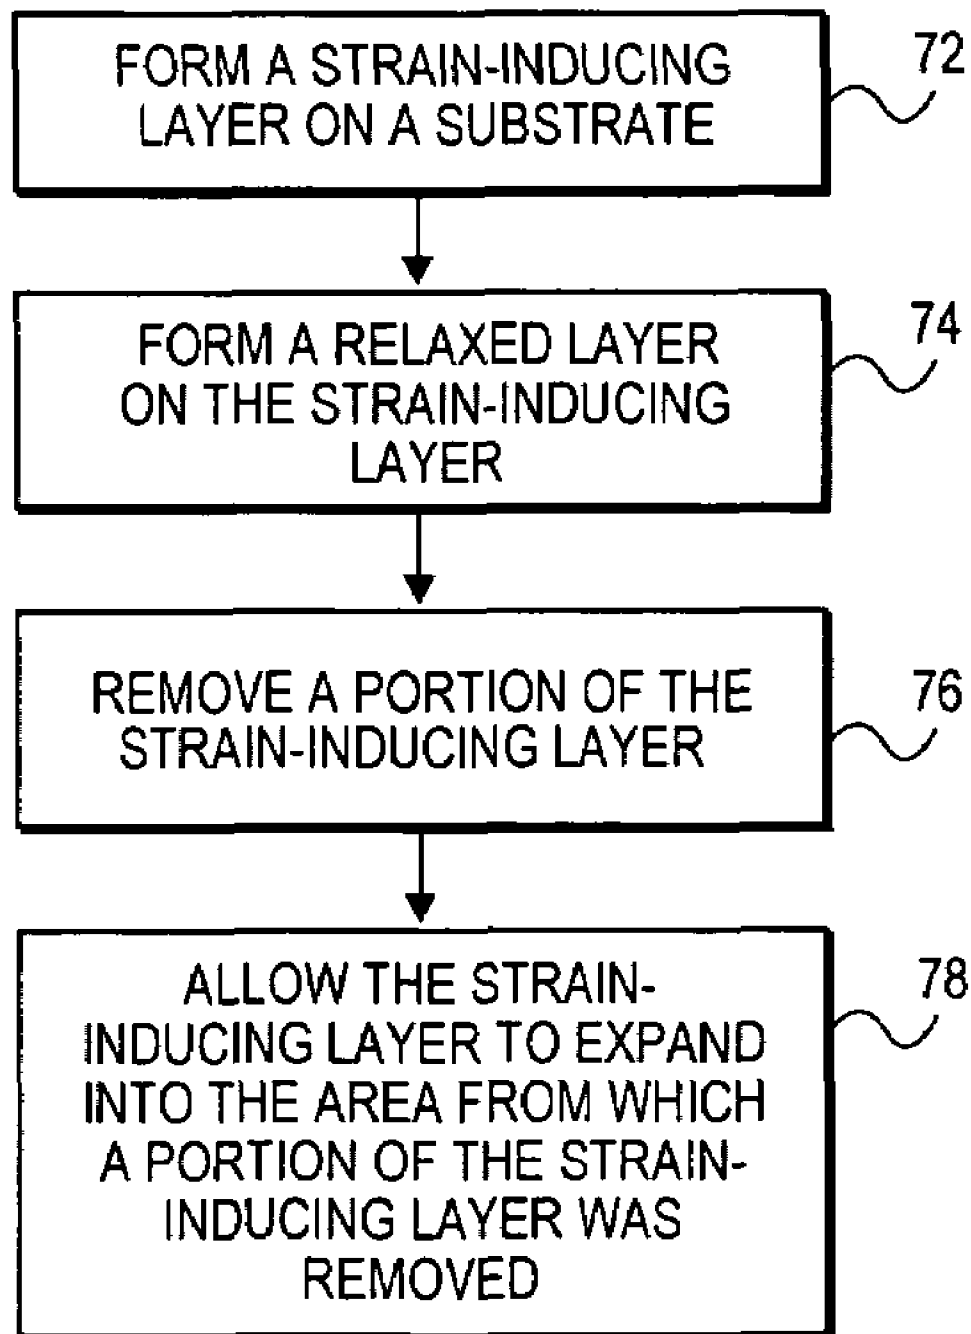 FORM A STRAIN-INDUCING
LAYER ON A SUBSTRATE
72
FORM A RELAXED LAYER
ON THE STRAIN-INDUCING
LAYER
74
REMOVE A PORTION OF THE
STRAIN-INDUCING LAYER
76
ALLOW THE STRAIN-
INDUCING LAYER TO EXPAND
INTO THE AREA FROM WHICH
A PORTION OF THE STRAIN-
INDUCING LAYER WAS
REMOVED
78